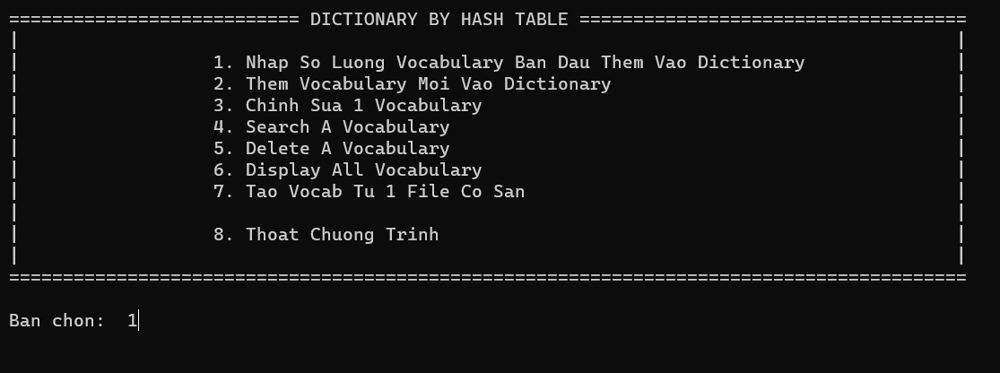 =========================== DICTIONARY BY HASH TABLE ====================================
| |
| 1. Nhap So Luong Vocabulary Ban Dau Them Vao Dictionary |
| 2. Them Vocabulary Moi Vao Dictionary |
| 3. Chinh Sua 1 Vocabulary |
| 4. Search A Vocabulary |
| 5. Delete A Vocabulary |
| 6. Display All Vocabulary |
| 7. Tao Vocab Tu 1 File Co San |
| |
| 8. Thoat Chuong Trinh |
| |
=========================================================================================
Ban chon: 1